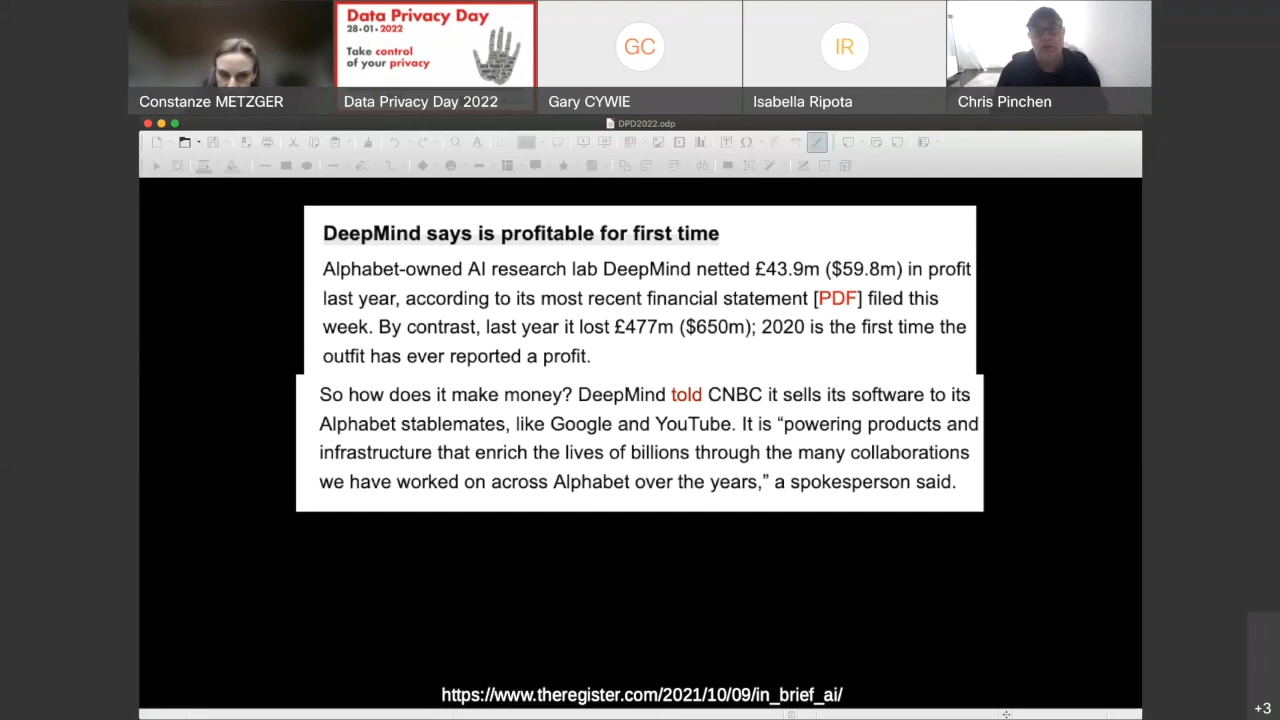 Data Privacy Day
28·01·2022
Take control
of your privacy
GC
IR
Constanze METZGER
Data Privacy Day 2022
Gary CYWIE
Isabella Ripota
Chris Pinchen
DPD2022.odp
DeepMind says is profitable for first time
Alphabet-owned AI research lab DeepMind netted £43.9m ($59.8m) in profit
last year, according to its most recent financial statement [PDF] filed this
week. By contrast, last year it lost £477m ($650m); 2020 is the first time the
outfit has ever reported a profit.
So how does it make money? DeepMind told CNBC it sells its software to its
Alphabet stablemates, like Google and YouTube. It is “powering products and
infrastructure that enrich the lives of billions through the many collaborations
we have worked on across Alphabet over the years,” a spokesperson said.
https://www.theregister.com/2021/10/09/in_brief_ai/
+3